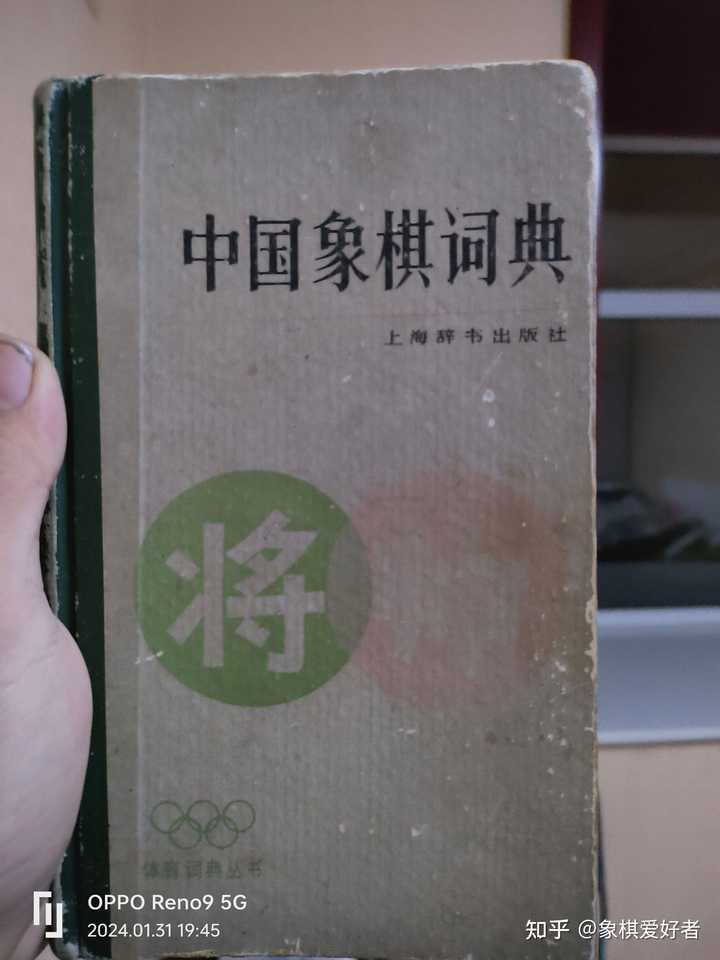 中国象棋词典
上海辞书出版社
将
体育词典丛书
OPPO Reno9 5G
2024.01.31 19:45
知乎 @象棋爱好者